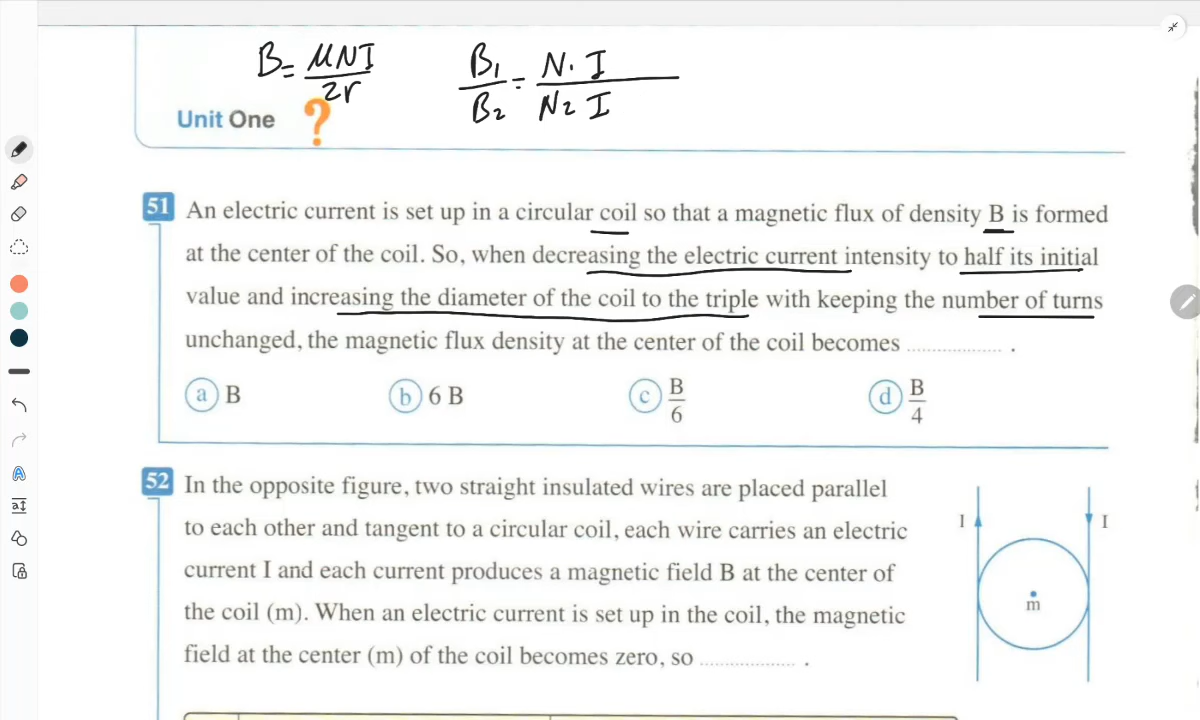 B = μNI / 2r
B₁ / B₂ = N₁ I / N₂ I
Unit One ?
51 An electric current is set up in a circular coil so that a magnetic flux of density B is formed
at the center of the coil. So, when decreasing the electric current intensity to half its initial
value and increasing the diameter of the coil to the triple with keeping the number of turns
unchanged, the magnetic flux density at the center of the coil becomes .................... .
a B b 6 B c B/6 d B/4
52 In the opposite figure, two straight insulated wires are placed parallel
to each other and tangent to a circular coil, each wire carries an electric
current I and each current produces a magnetic field B at the center of
the coil (m). When an electric current is set up in the coil, the magnetic
field at the center (m) of the coil becomes zero, so .................... .
I I
m